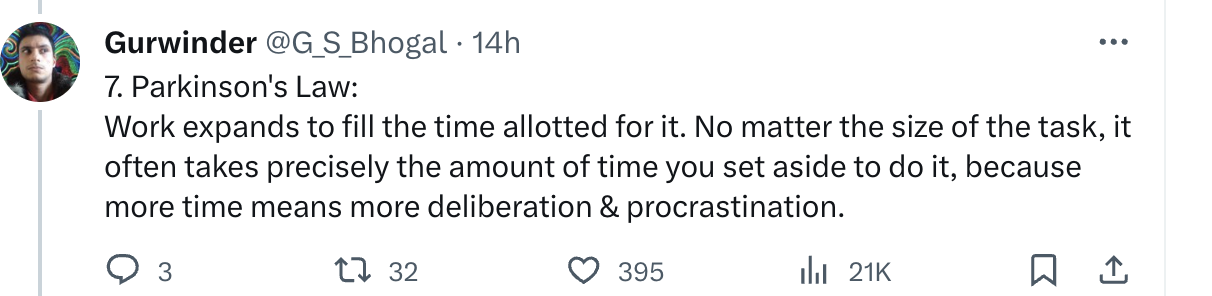 Gurwinder @G_S_Bhogal · 14h
7. Parkinson's Law:
Work expands to fill the time allotted for it. No matter the size of the task, it
often takes precisely the amount of time you set aside to do it, because
more time means more deliberation & procrastination.
3 32 395 21K